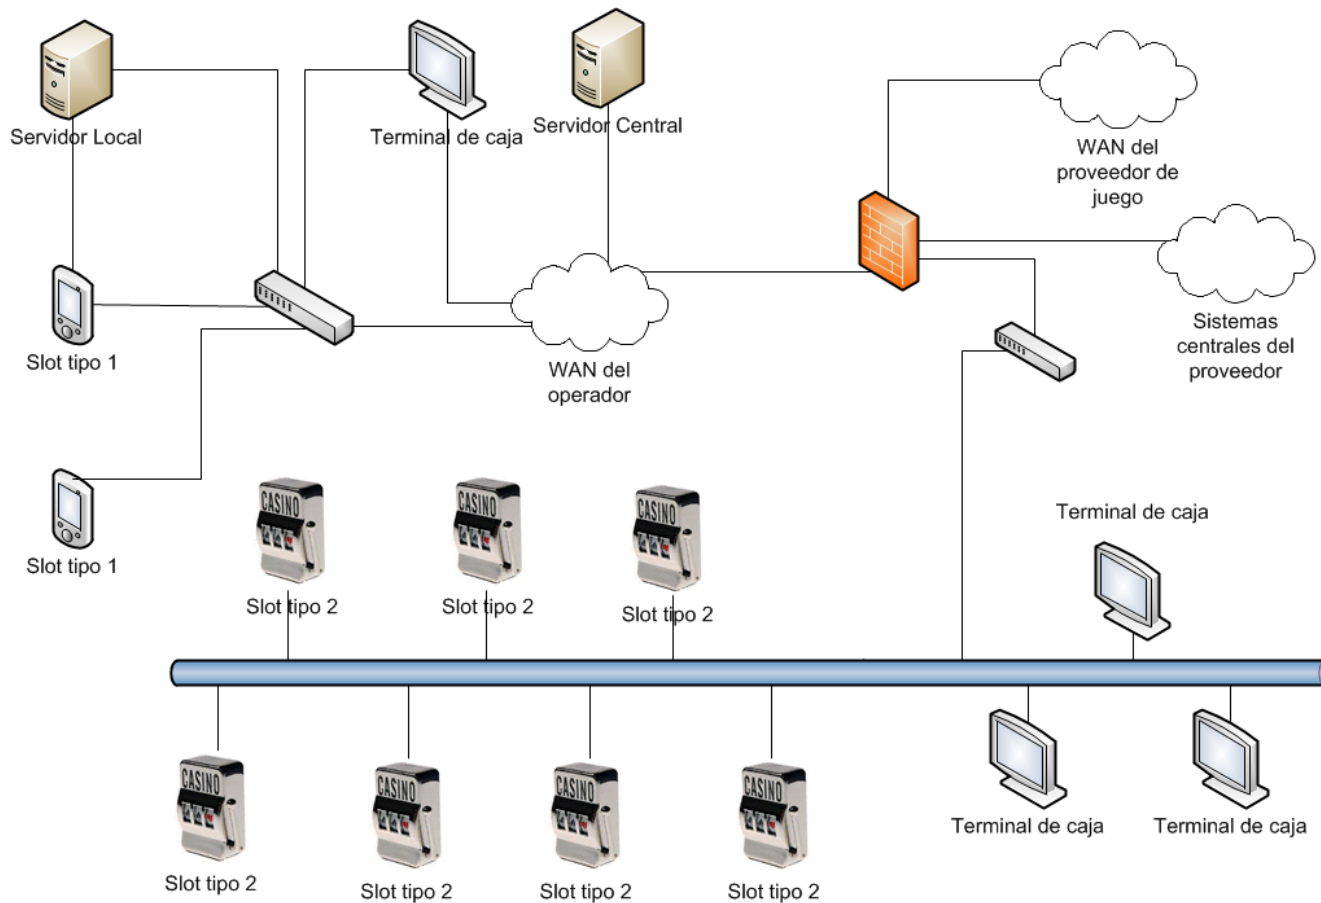 Servidor Local
Terminal de caja
Servidor Central
WAN del
proveedor de
juego
Sistemas
centrales del
proveedor
Slot tipo 1
WAN del
operador
Slot tipo 1
CASINO
Slot tipo 2
CASINO
Slot tipo 2
CASINO
Slot tipo 2
Terminal de caja
CASINO
Slot tipo 2
CASINO
Slot tipo 2
CASINO
Slot tipo 2
CASINO
Slot tipo 2
Terminal de caja
Terminal de caja